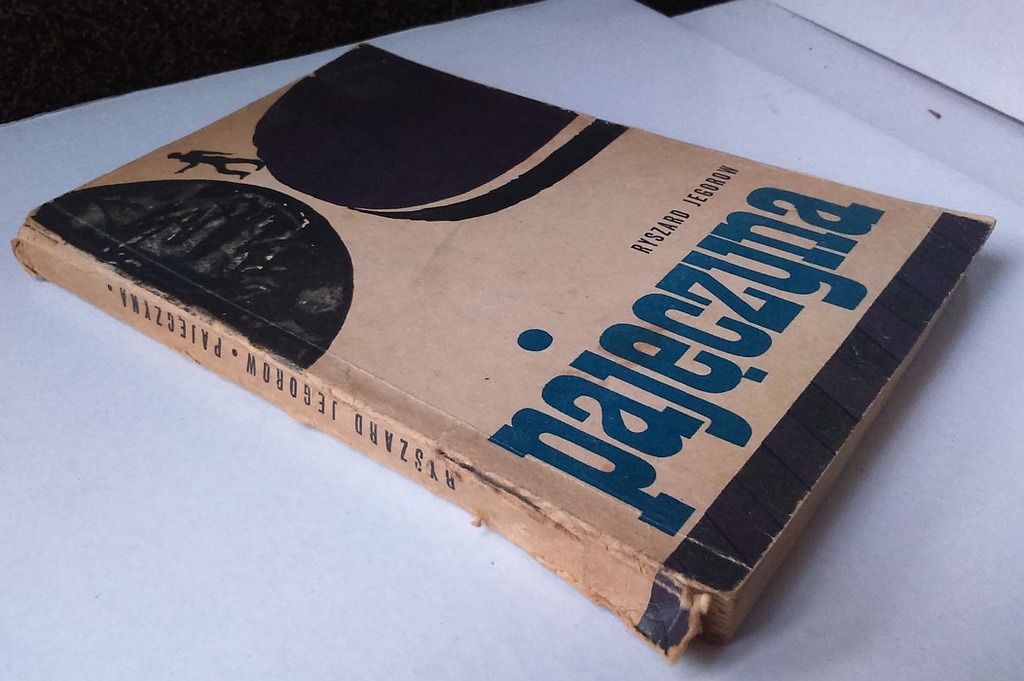 RYSZARD JEGOROW
pajęczyna
RYSZARD JEGOROW • PAJĘCZYNA •